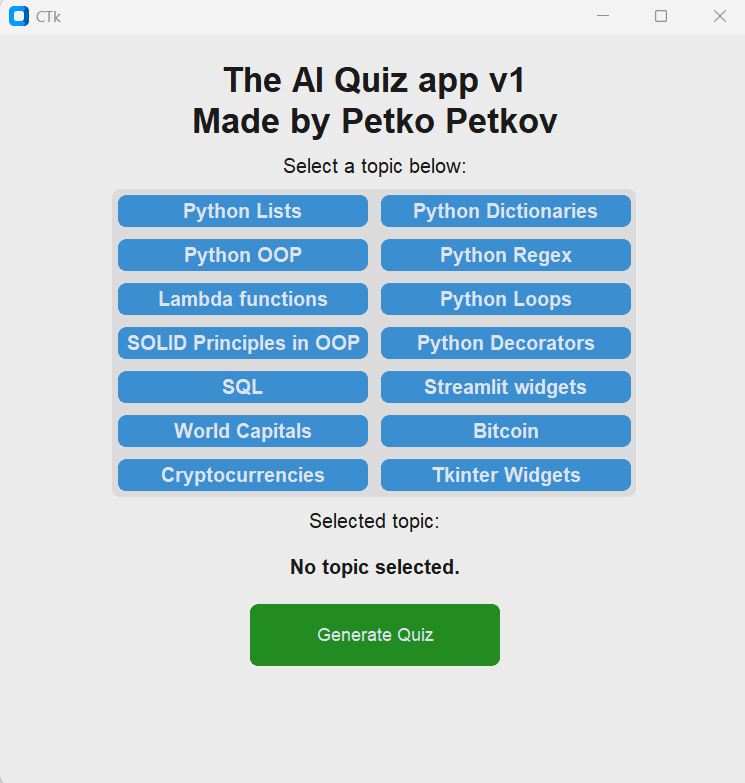 CTk
The AI Quiz app v1
Made by Petko Petkov
Select a topic below:
Python Lists
Python Dictionaries
Python OOP
Python Regex
Lambda functions
Python Loops
SOLID Principles in OOP
Python Decorators
SQL
Streamlit widgets
World Capitals
Bitcoin
Cryptocurrencies
Tkinter Widgets
Selected topic:
No topic selected.
Generate Quiz